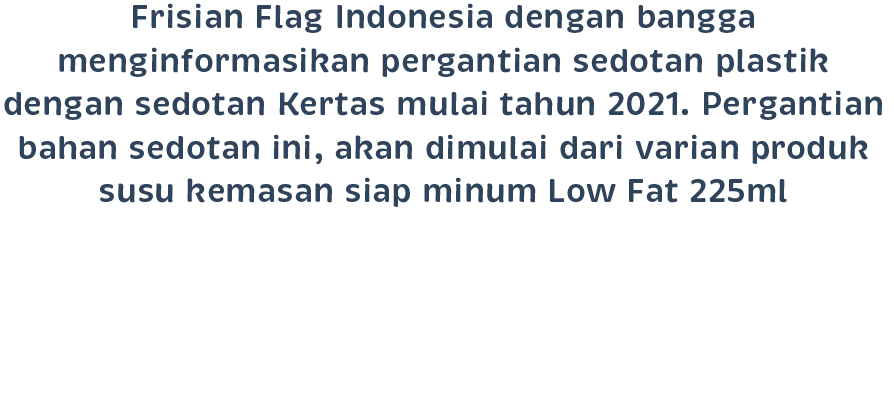 Frisian Flag Indonesia dengan bangga
menginformasikan pergantian sedotan plastik
dengan sedotan Kertas mulai tahun 2021. Pergantian
bahan sedotan ini, akan dimulai dari varian produk
susu kemasan siap minum Low Fat 225ml